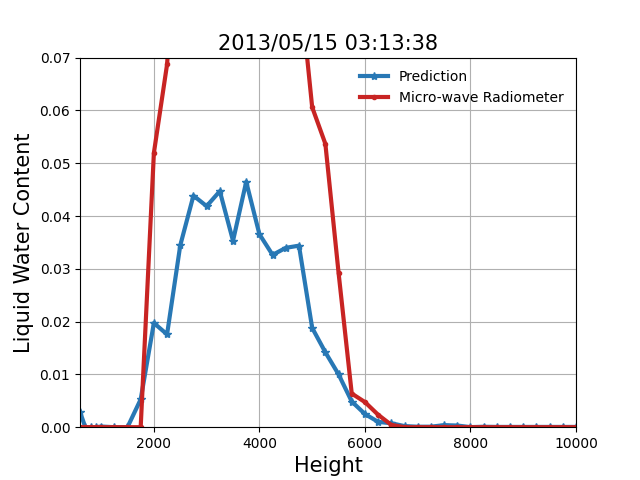 2013/05/15 03:13:38
0.07
0.06
0.05
0.04
0.03
0.02
0.01
0.00
Liquid Water Content
Prediction
Micro-wave Radiometer
2000 4000 6000 8000 10000
Height